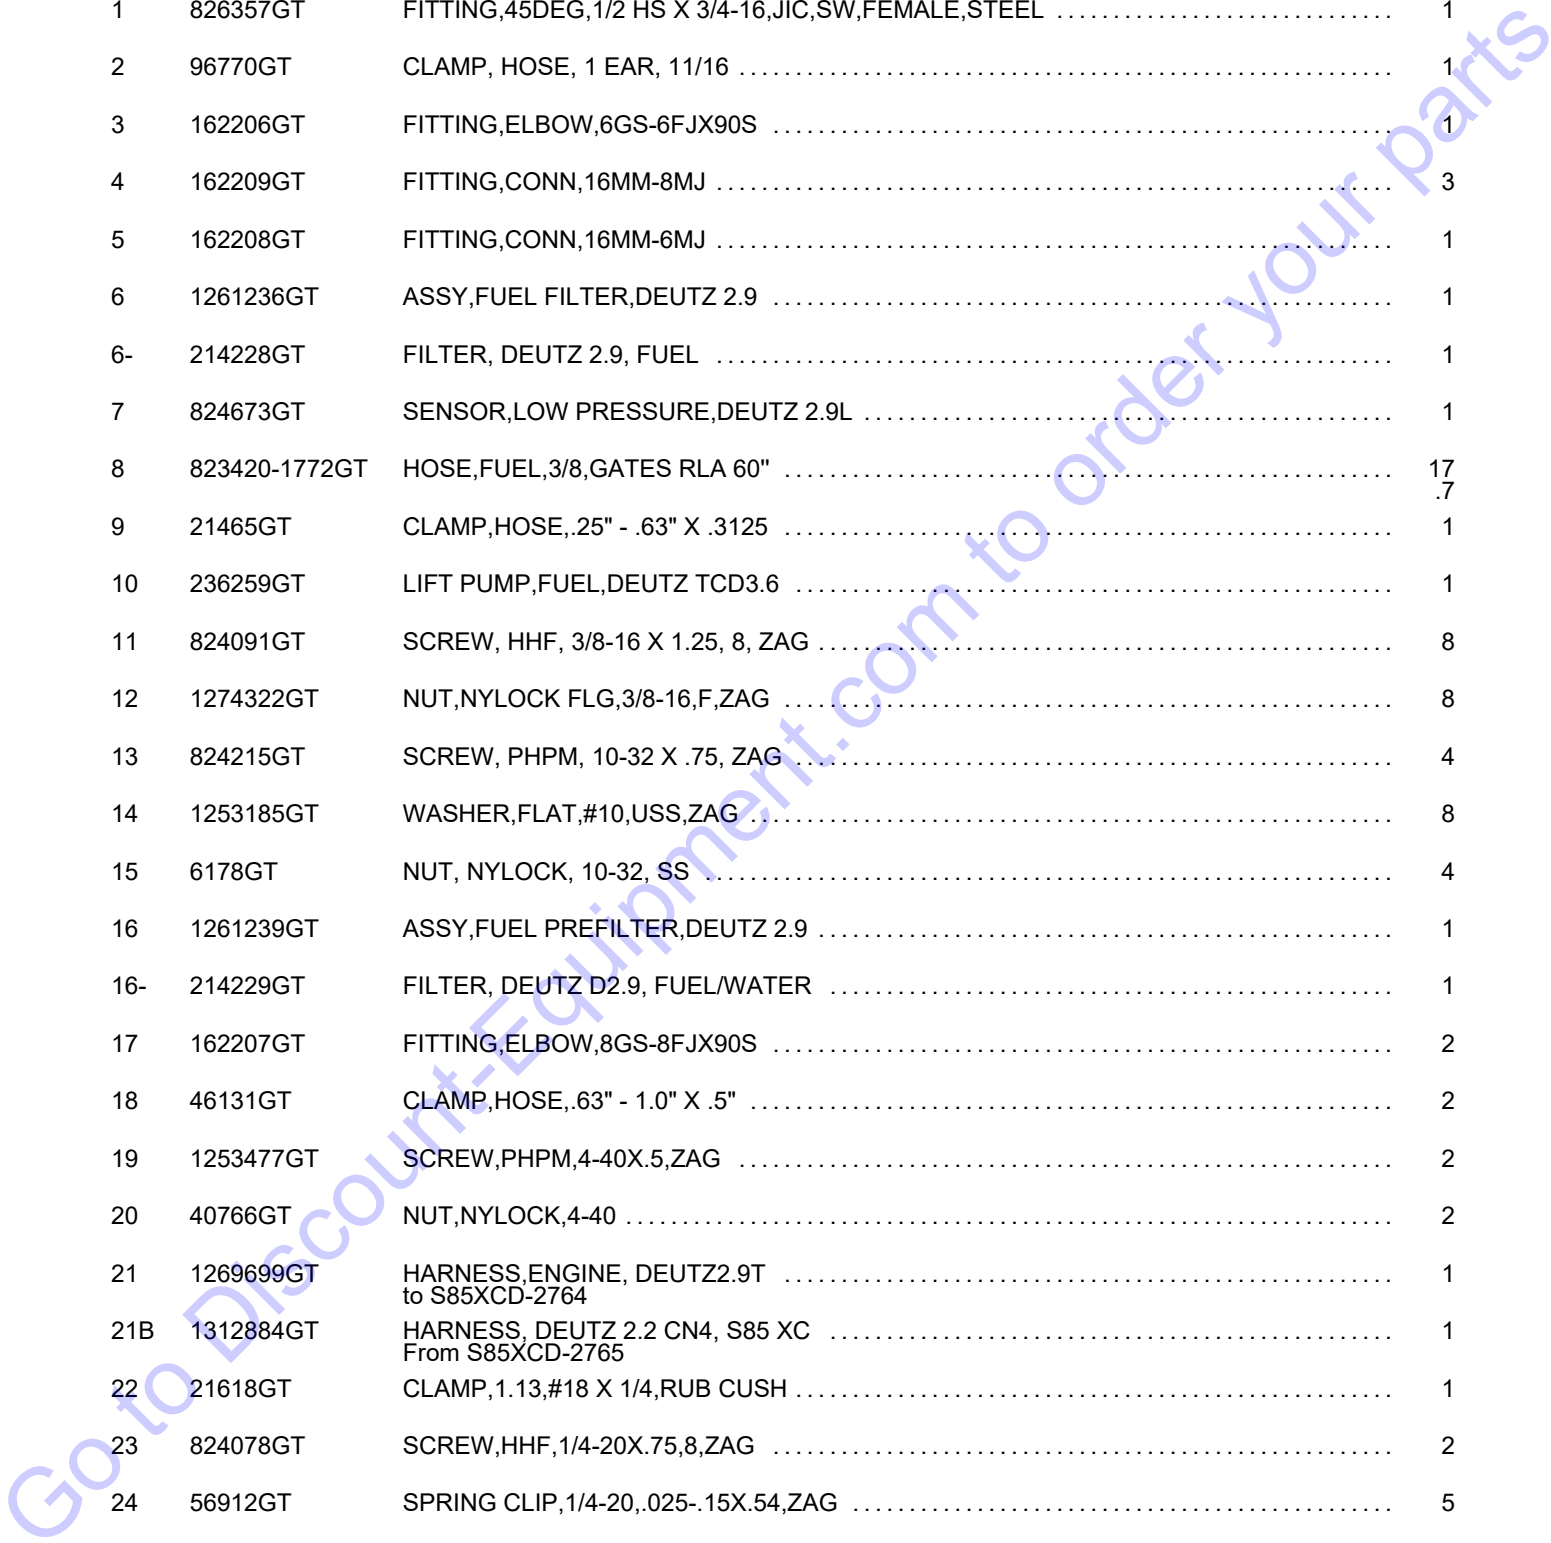 1 826357GT FITTING,45DEG,1/2 HS X 3/4-16,JIC,SW,FEMALE,STEEL 1
2 96770GT CLAMP, HOSE, 1 EAR, 11/16 1
3 162206GT FITTING,ELBOW,6GS-6FJX90S 1
4 162209GT FITTING,CONN,16MM-8MJ 3
5 162208GT FITTING,CONN,16MM-6MJ 1
6 1261236GT ASSY,FUEL FILTER,DEUTZ 2.9 1
6- 214228GT FILTER, DEUTZ 2.9, FUEL 1
7 824673GT SENSOR,LOW PRESSURE,DEUTZ 2.9L 1
8 823420-1772GT HOSE,FUEL,3/8,GATES RLA 60" 17
.7
9 21465GT CLAMP,HOSE,.25" - .63" X .3125 1
10 236259GT LIFT PUMP,FUEL,DEUTZ TCD3.6 1
11 824091GT SCREW, HHF, 3/8-16 X 1.25, 8, ZAG 8
12 1274322GT NUT,NYLOCK FLG,3/8-16,F,ZAG 8
13 824215GT SCREW, PHPM, 10-32 X .75, ZAG 4
14 1253185GT WASHER,FLAT,#10,USS,ZAG 8
15 6178GT NUT, NYLOCK, 10-32, SS 4
16 1261239GT ASSY,FUEL PREFILTER,DEUTZ 2.9 1
16- 214229GT FILTER, DEUTZ D2.9, FUEL/WATER 1
17 162207GT FITTING,ELBOW,8GS-8FJX90S 2
18 46131GT CLAMP,HOSE,.63" - 1.0" X .5" 2
19 1253477GT SCREW,PHPM,4-40X.5,ZAG 2
20 40766GT NUT,NYLOCK,4-40 2
21 1269699GT HARNESS,ENGINE, DEUTZ2.9T 1
to S85XCD-2764
21B 1312884GT HARNESS, DEUTZ 2.2 CN4, S85 XC 1
From S85XCD-2765
22 21618GT CLAMP,1.13,#18 X 1/4,RUB CUSH 1
23 824078GT SCREW,HHF,1/4-20X.75,8,ZAG 2
24 56912GT SPRING CLIP,1/4-20,.025-.15X.54,ZAG 5
Go to Discount-Equipment.com to order your parts